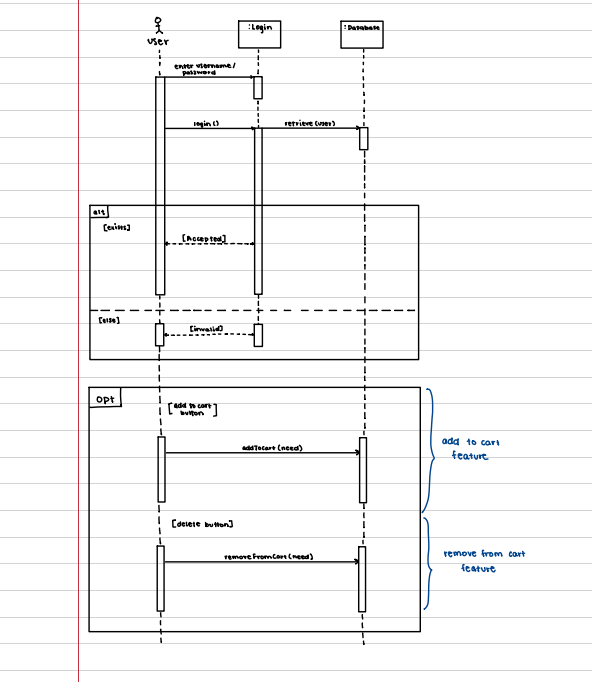 user
:Login
:Database
enter username/
password
login ()
retrieve (user)
alt
[exists]
[Accepted]
[else]
[invalid]
opt
[add to cart
button]
addToCart (need)
add to cart
feature
[delete button]
removeFromCart (need)
remove from cart
feature